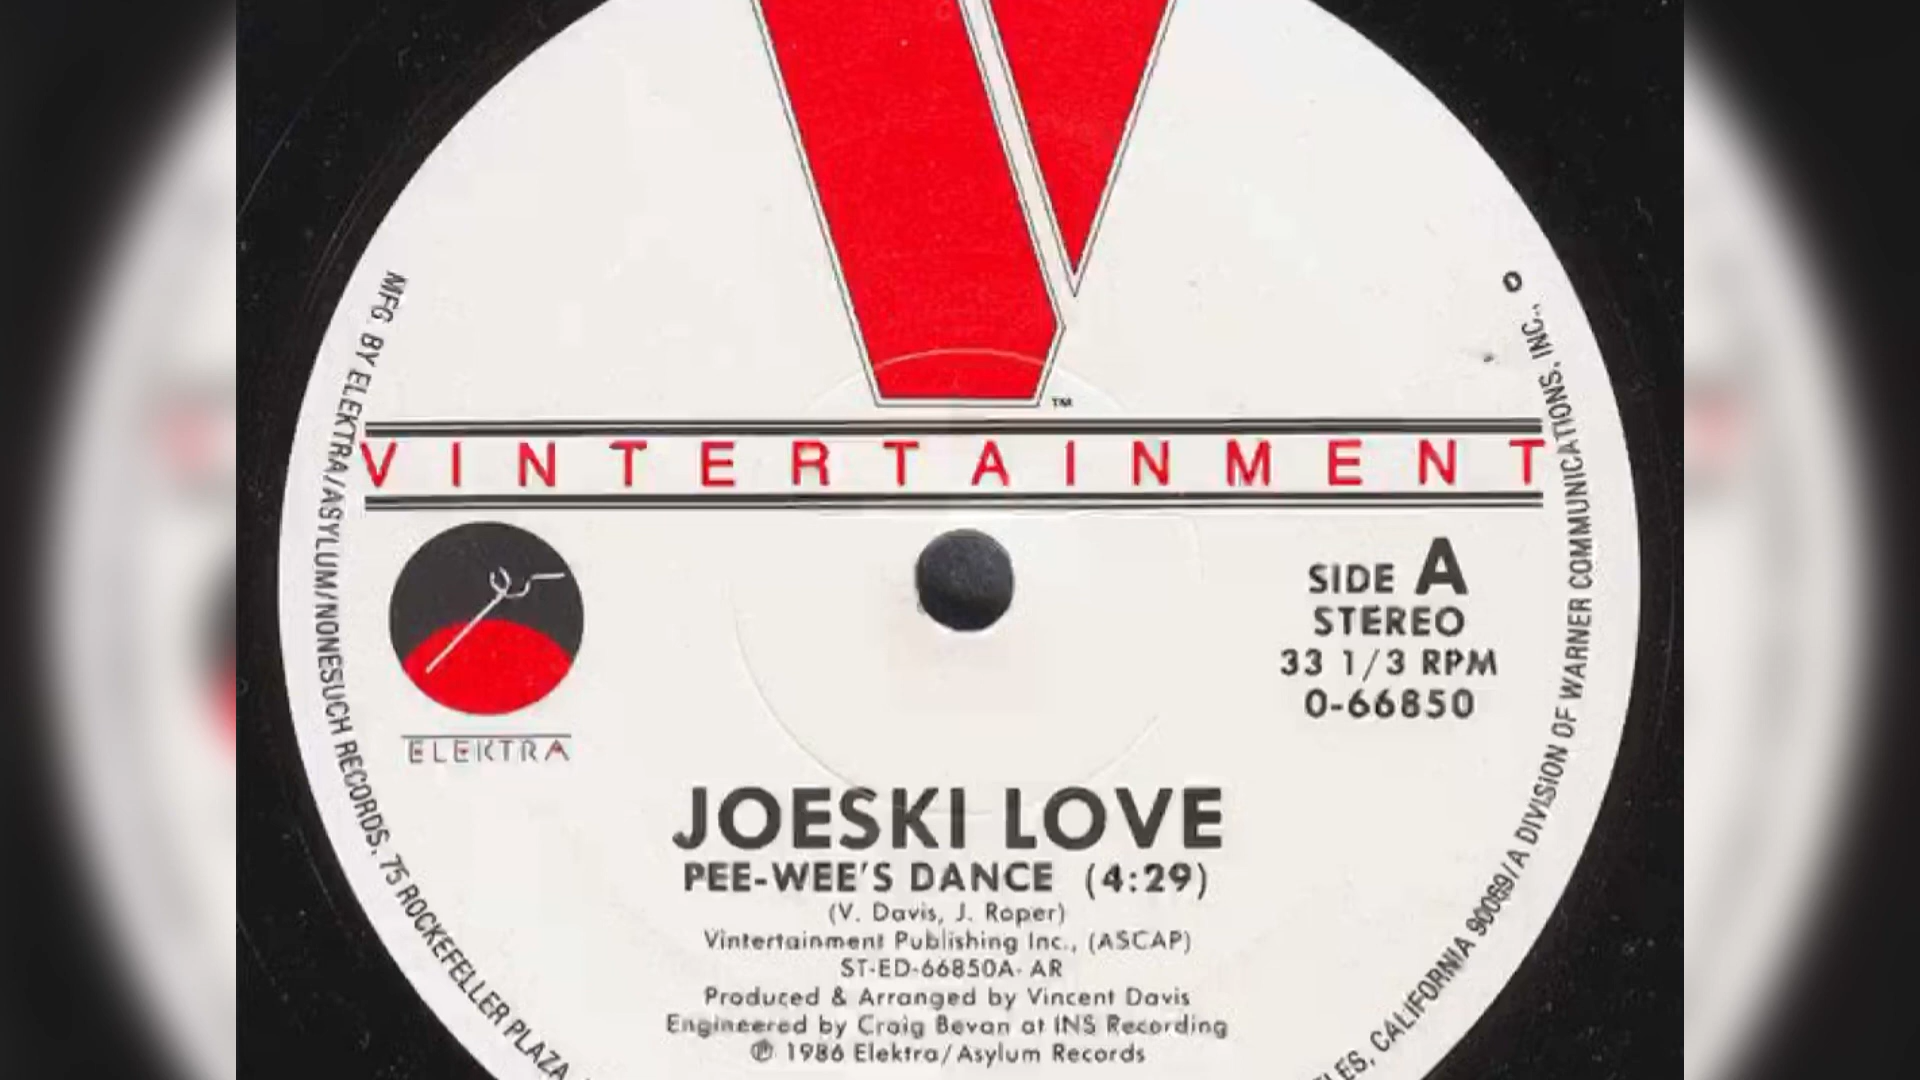 TM
VINTERTAINMENT
ELEKTRA
SIDE A
STEREO
33 1/3 RPM
0-66850
JOESKI LOVE
PEE-WEE'S DANCE (4:29)
(V. Davis, J. Roper)
Vintertainment Publishing Inc., (ASCAP)
ST-ED-66850A- AR
Produced & Arranged by Vincent Davis
Engineered by Craig Bevan at INS Recording
℗ 1986 Elektra/Asylum Records
MFG. BY ELEKTRA/ASYLUM/NONESUCH RECORDS, 75 ROCKEFELLER PLAZA,
CALIFORNIA 90069/A DIVISION OF WARNER COMMUNICATIONS, INC.,